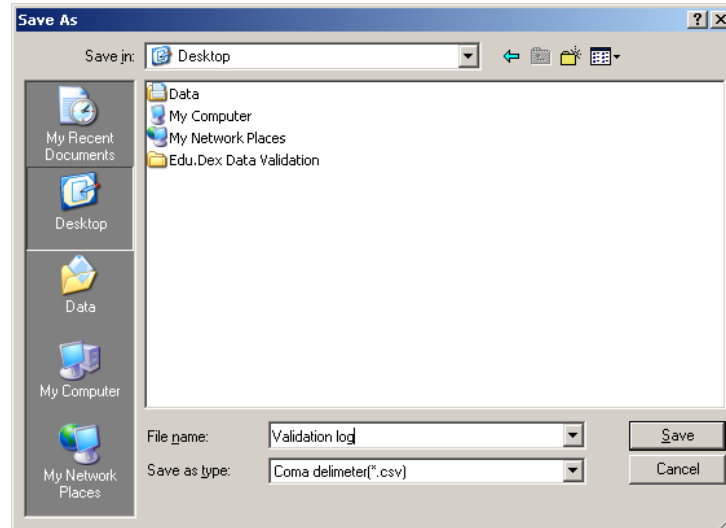 Save As
Save in: Desktop
My Recent
Documents
Desktop
Data
My Computer
My Network
Places
Data
My Computer
My Network Places
Edu.Dex Data Validation
File name: Validation log
Save
Save as type: Coma delimeter(*.csv)
Cancel